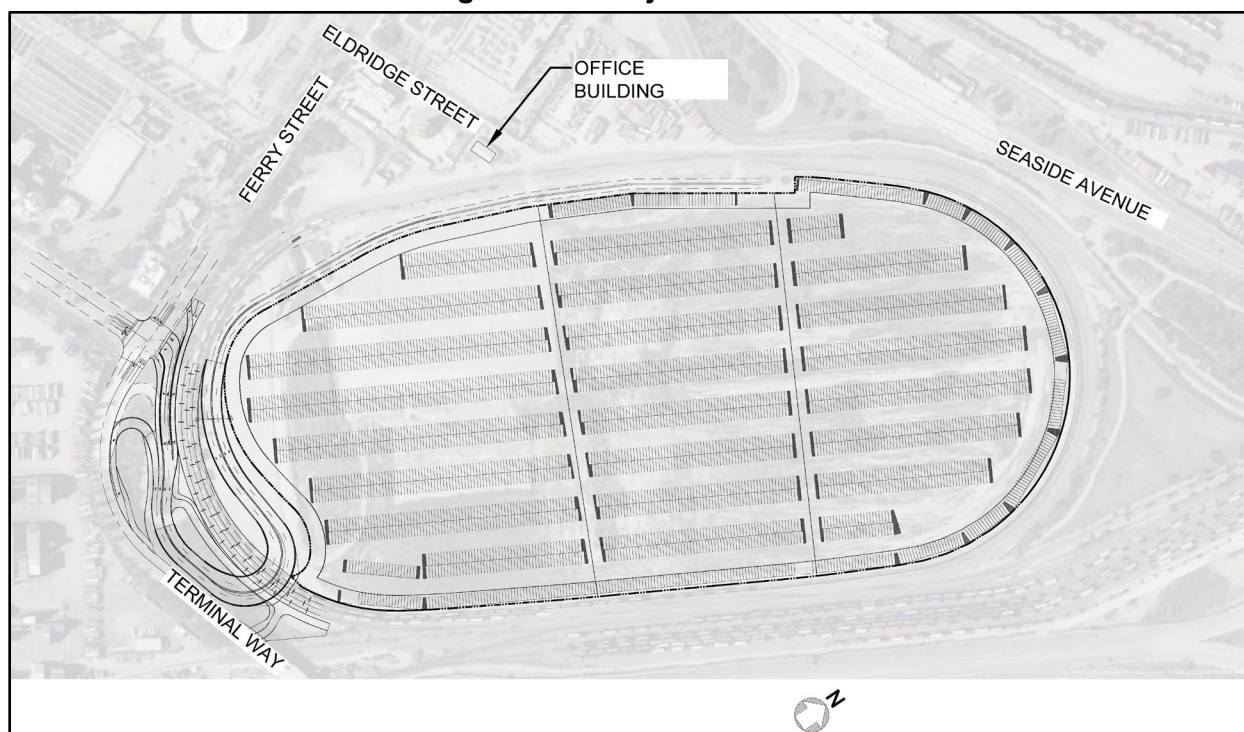 ELDRIDGE STREET
OFFICE
BUILDING
FERRY STREET
SEASIDE AVENUE
TERMINAL WAY
N